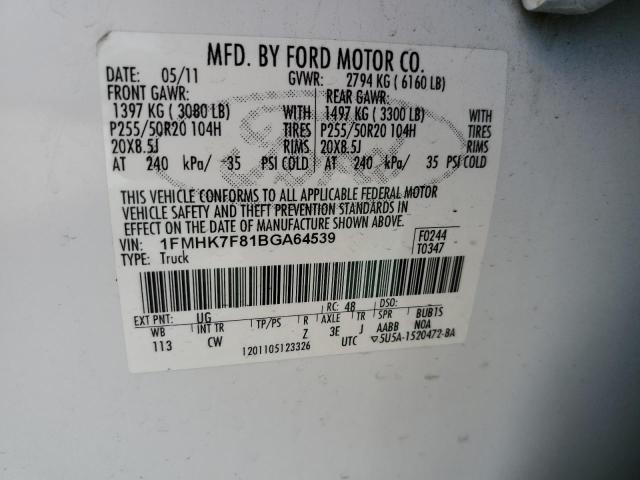 MFD. BY FORD MOTOR CO.
DATE: 05/11 GVWR: 2794 KG ( 6160 LB)
FRONT GAWR: REAR GAWR:
1397 KG ( 3080 LB) WITH 1497 KG ( 3300 LB) WITH
P255/50R20 104H TIRES P255/50R20 104H TIRES
20X8.5J RIMS 20X8.5J RIMS
AT 240 kPa/ 35 PSI COLD AT 240 kPa/ 35 PSI COLD
Ford
THIS VEHICLE CONFORMS TO ALL APPLICABLE FEDERAL MOTOR
VEHICLE SAFETY AND THEFT PREVENTION STANDARDS IN
EFFECT ON THE DATE OF MANUFACTURE SHOWN ABOVE.
VIN: 1FMHK7F81BGA64539 F0244
TYPE: Truck T0347
EXT PNT: UG RC: 48 DSO:
WB INT TR TP/PS R AXLE TR SPR BUB1S
113 CW Z 3E J AABB NOA
1201105123326 UTC ▽5U5A-1520472-BA